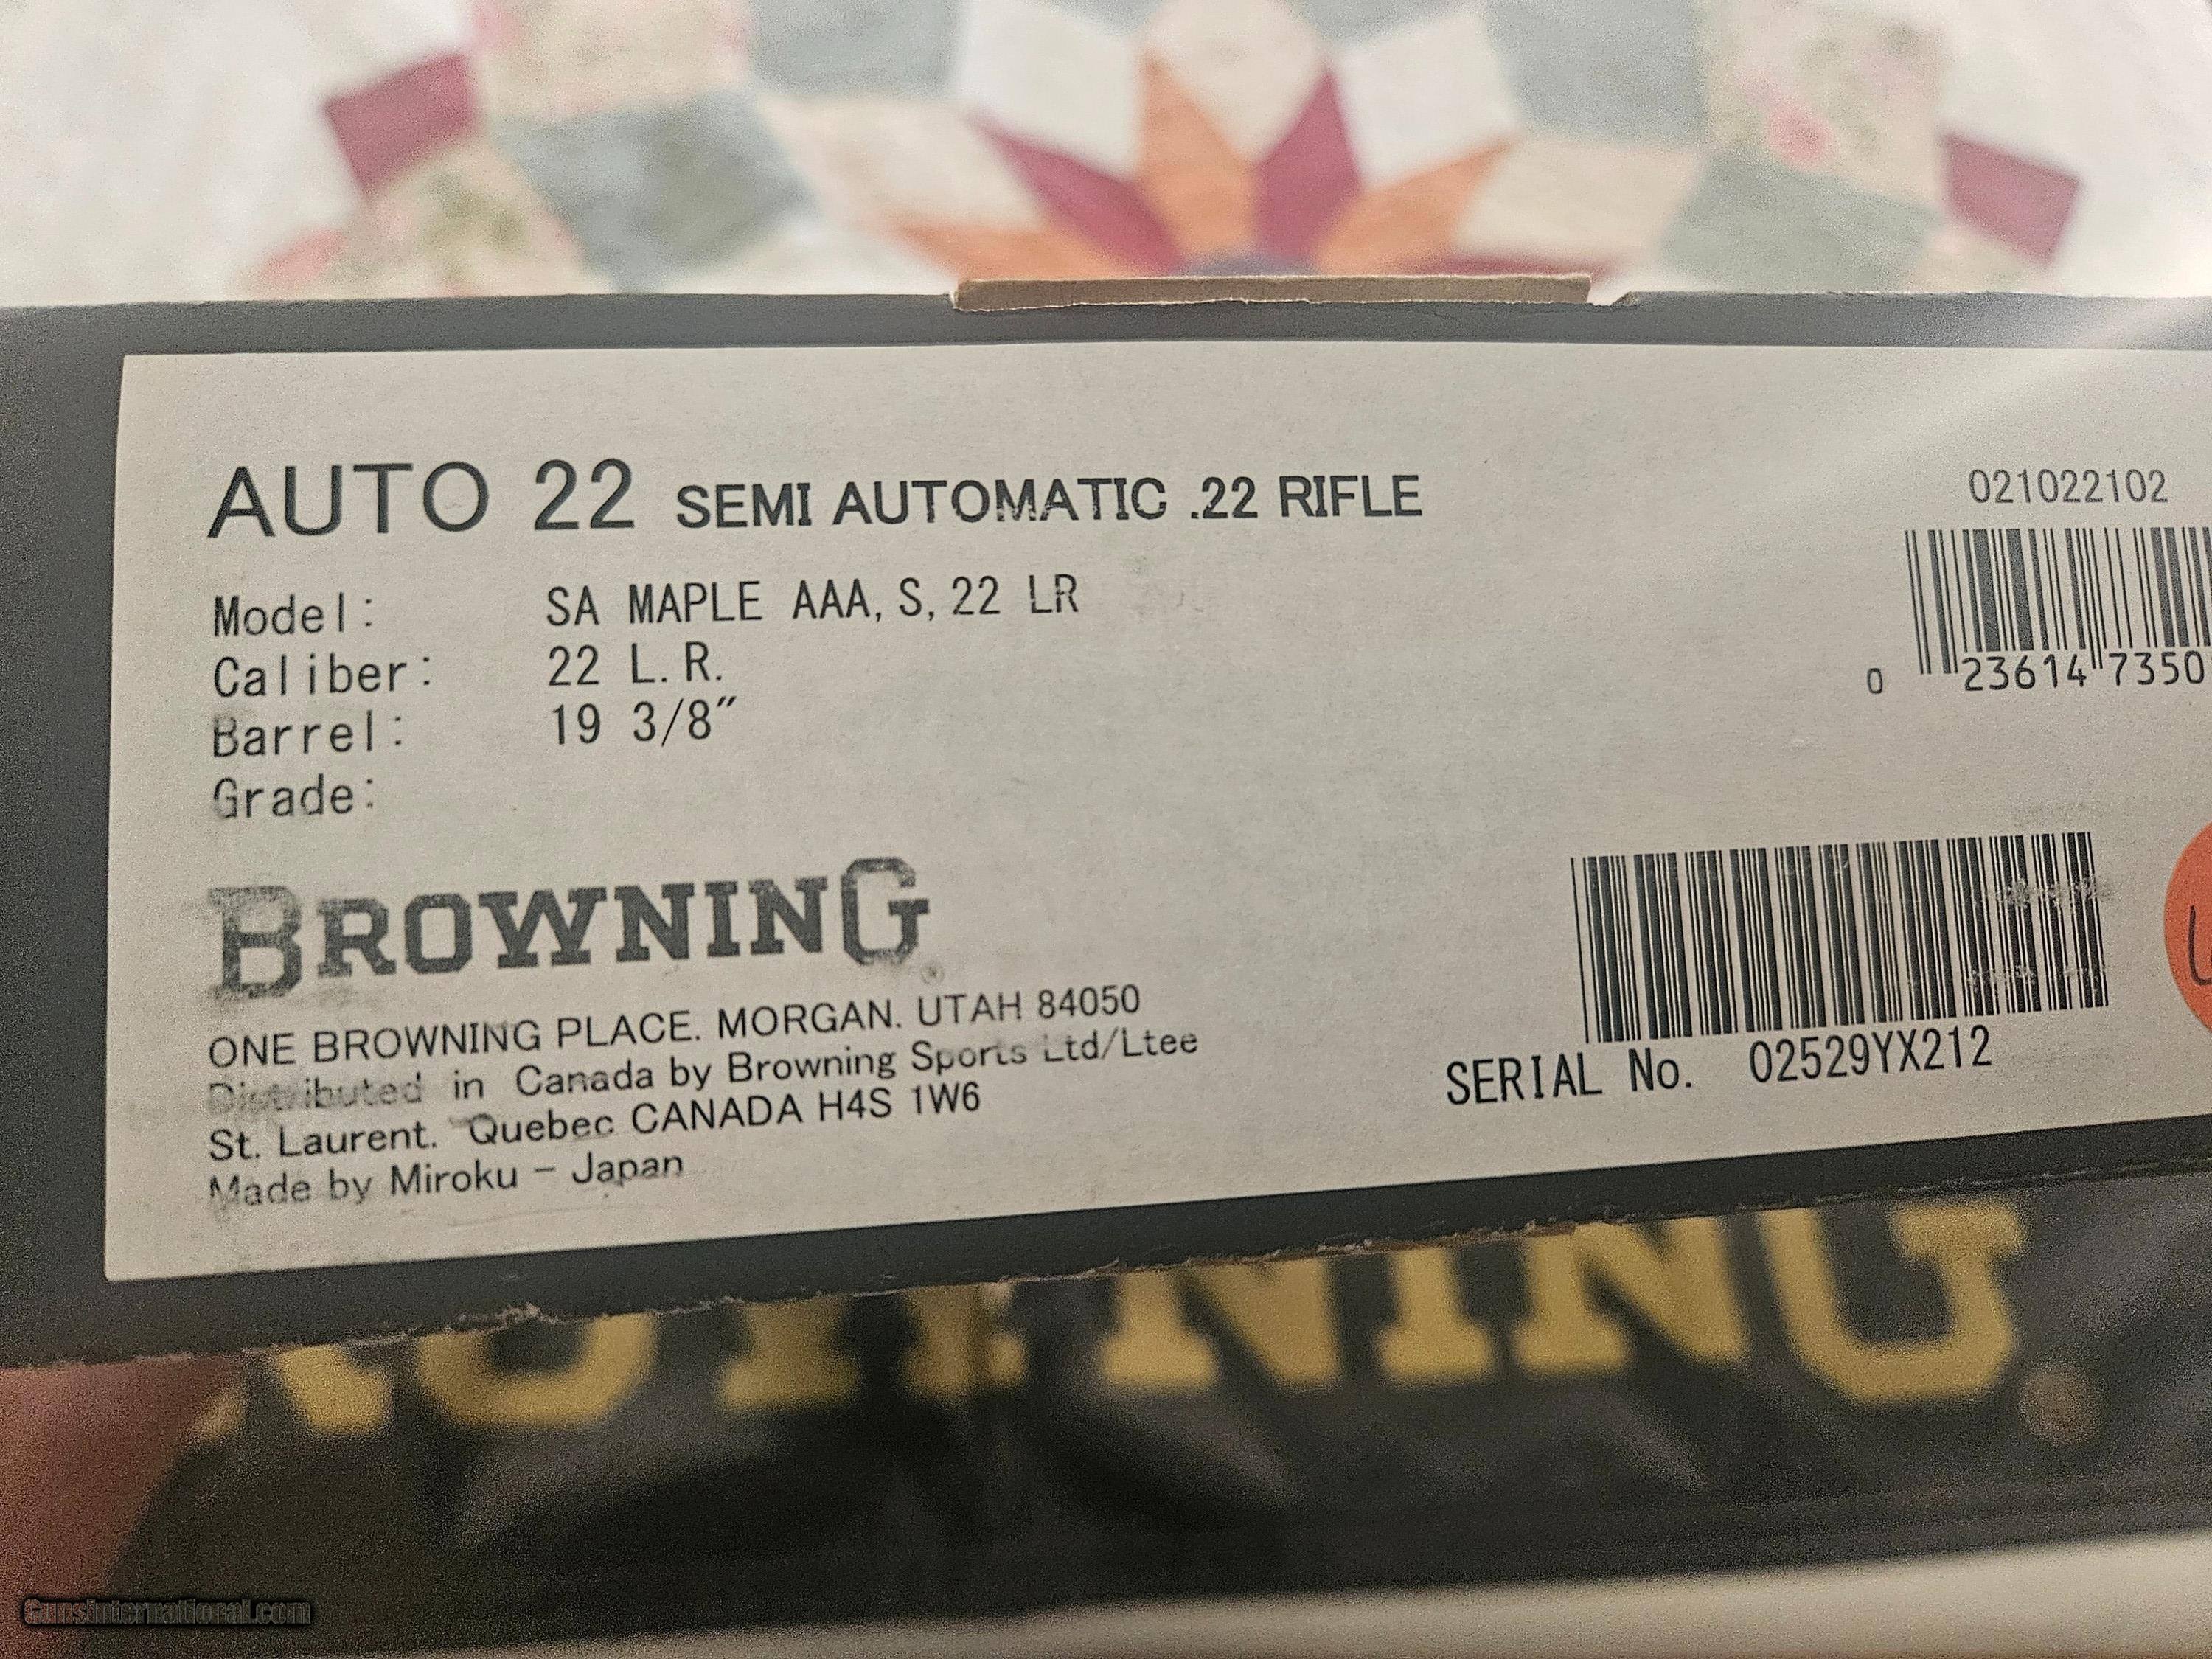 AUTO 22 SEMI AUTOMATIC .22 RIFLE
021022102
Model: SA MAPLE AAA, S, 22 LR
Caliber: 22 L.R.
Barrel: 19 3/8"
Grade:
0 23614 7350
BROWNING®
ONE BROWNING PLACE. MORGAN. UTAH 84050
Distributed in Canada by Browning Sports Ltd/Ltee
St. Laurent. Quebec CANADA H4S 1W6
Made by Miroku - Japan
SERIAL No. 02529YX212
OWNING
GunsInternational.com